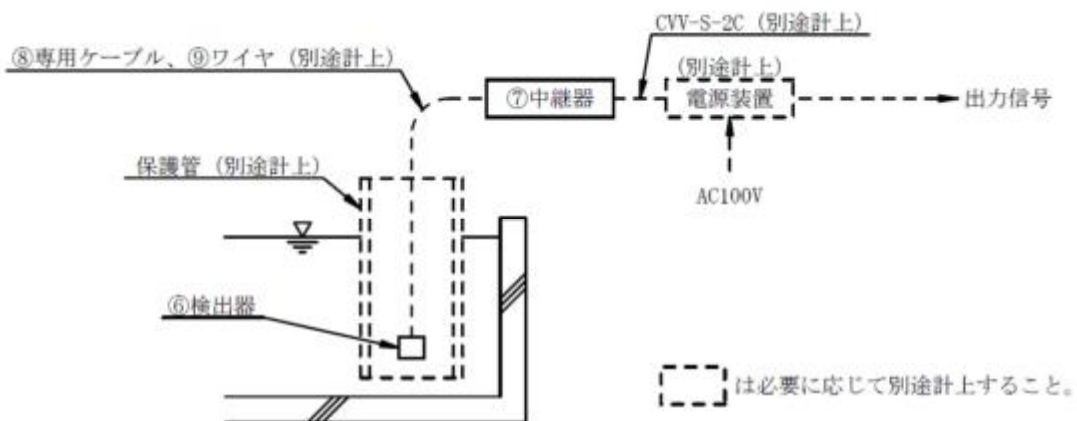 CVV-S-2C (別途計上)
⑧専用ケーブル、⑨ワイヤ (別途計上)
(別途計上)
⑦中継器
電源装置
出力信号
保護管 (別途計上)
AC100V
⑥検出器
は必要に応じて別途計上すること。